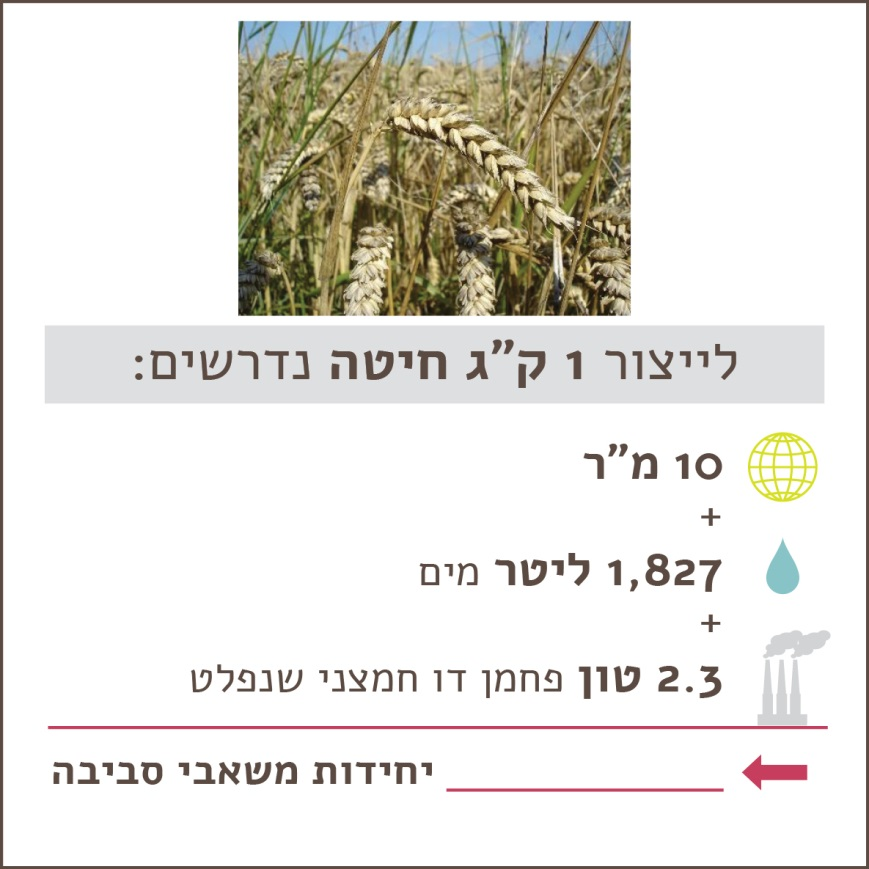 לייצור 1 ק"ג חיטה נדרשים:
10 מ"ר
+
1,827 ליטר מים
+
2.3 טון פחמן דו חמצני שנפלט
__________ יחידות משאבי סביבה